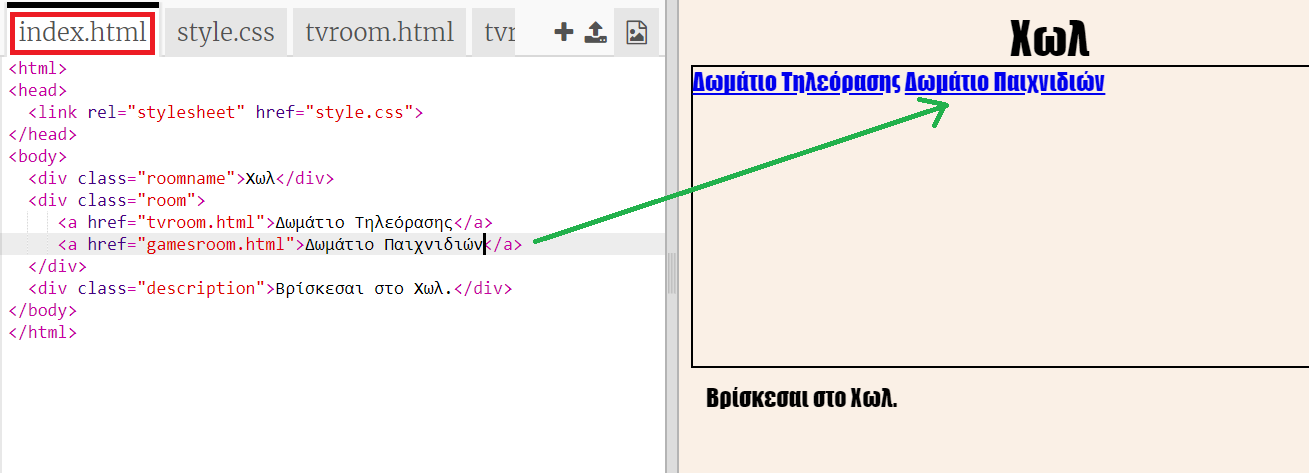 index.html style.css tvroom.html tvr
<html>
<head>
<link rel="stylesheet" href="style.css">
</head>
<body>
<div class="roomname">Χωλ</div>
<div class="room">
<a href="tvroom.html">Δωμάτιο Τηλεόρασης</a>
<a href="gamesroom.html">Δωμάτιο Παιχνιδιών</a>
</div>
<div class="description">Βρίσκεσαι στο Χωλ.</div>
</body>
</html>
Χωλ
Δωμάτιο Τηλεόρασης Δωμάτιο Παιχνιδιών
Βρίσκεσαι στο Χωλ.